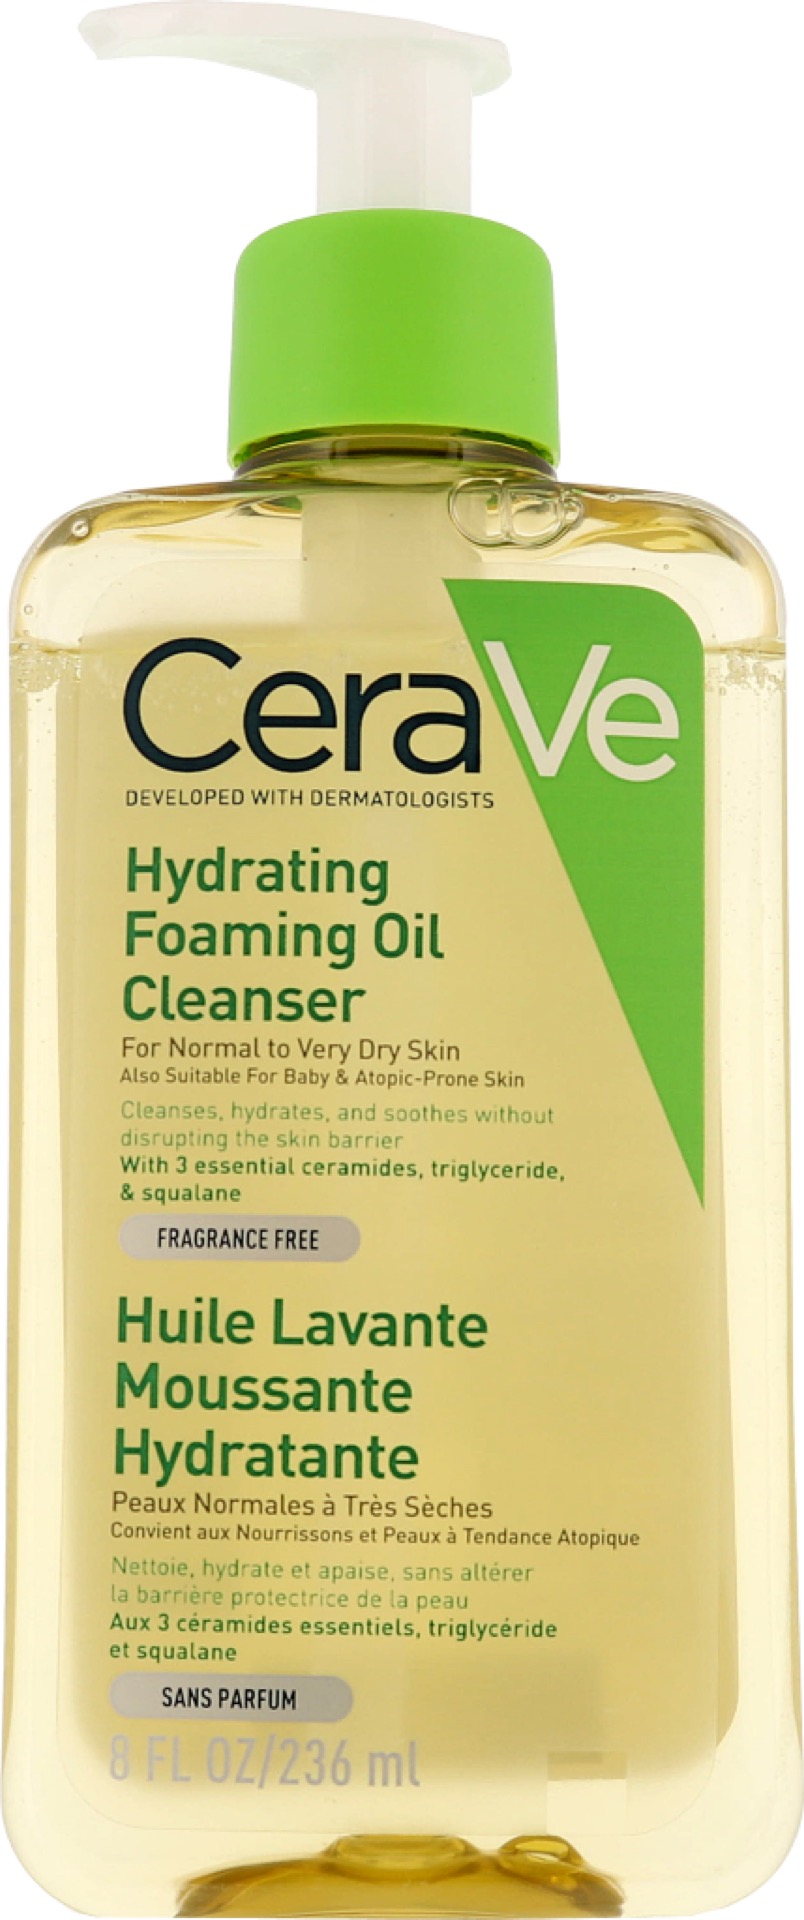 CeraVe
DEVELOPED WITH DERMATOLOGISTS
Hydrating
Foaming Oil
Cleanser
For Normal to Very Dry Skin
Also Suitable For Baby & Atopic-Prone Skin
Cleanses, hydrates, and soothes without
disrupting the skin barrier
With 3 essential ceramides, triglyceride,
& squalane
FRAGRANCE FREE
Huile Lavante
Moussante
Hydratante
Peaux Normales à Très Sèches
Convient aux Nourrissons et Peaux à Tendance Atopique
Nettoie, hydrate et apaise, sans altérer
la barrière protectrice de la peau
Aux 3 céramides essentiels, triglycéride
et squalane
SANS PARFUM
8 FL OZ/236 ml